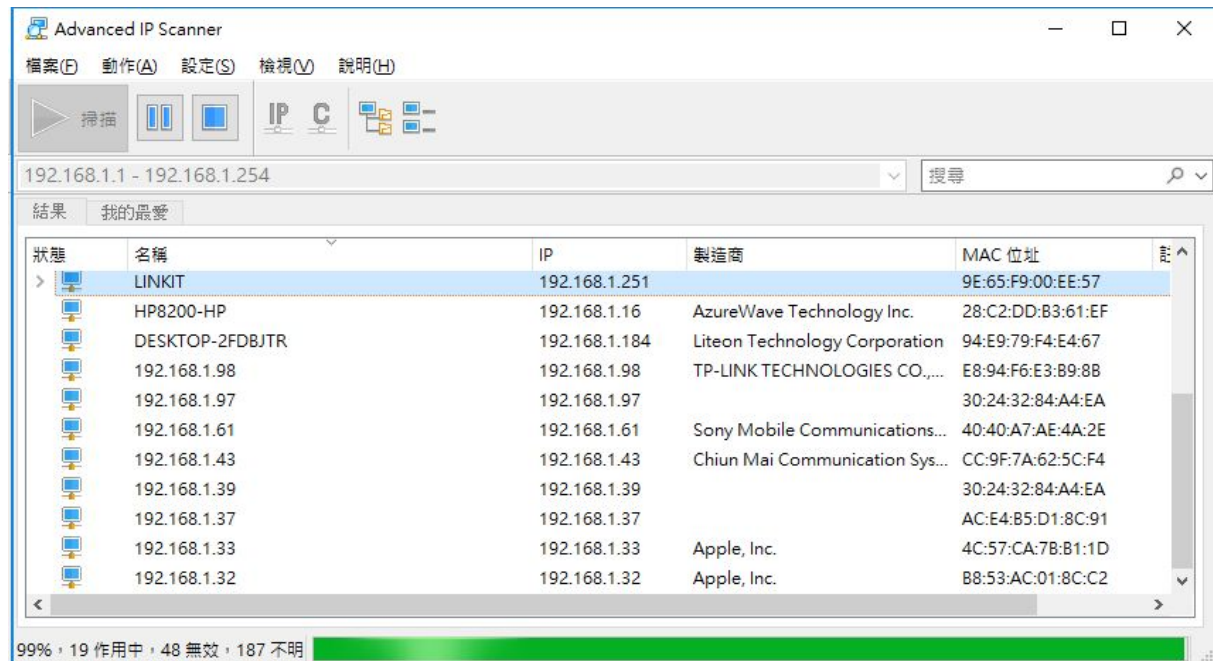 Advanced IP Scanner
檔案(F) 動作(A) 設定(S) 檢視(V) 說明(H)
掃描 IP C
192.168.1.1 - 192.168.1.254 搜尋
結果 我的最愛
狀態 名稱 IP 製造商 MAC 位址 註
LINKIT 192.168.1.251 9E:65:F9:00:EE:57
HP8200-HP 192.168.1.16 AzureWave Technology Inc. 28:C2:DD:B3:61:EF
DESKTOP-2FDBJTR 192.168.1.184 Liteon Technology Corporation 94:E9:79:F4:E4:67
192.168.1.98 192.168.1.98 TP-LINK TECHNOLOGIES CO.,... E8:94:F6:E3:B9:8B
192.168.1.97 192.168.1.97 30:24:32:84:A4:EA
192.168.1.61 192.168.1.61 Sony Mobile Communications... 40:40:A7:AE:4A:2E
192.168.1.43 192.168.1.43 Chiun Mai Communication Sys... CC:9F:7A:62:5C:F4
192.168.1.39 192.168.1.39 30:24:32:84:A4:EA
192.168.1.37 192.168.1.37 AC:E4:B5:D1:8C:91
192.168.1.33 192.168.1.33 Apple, Inc. 4C:57:CA:7B:B1:1D
192.168.1.32 192.168.1.32 Apple, Inc. B8:53:AC:01:8C:C2
99%，19 作用中，48 無效，187 不明